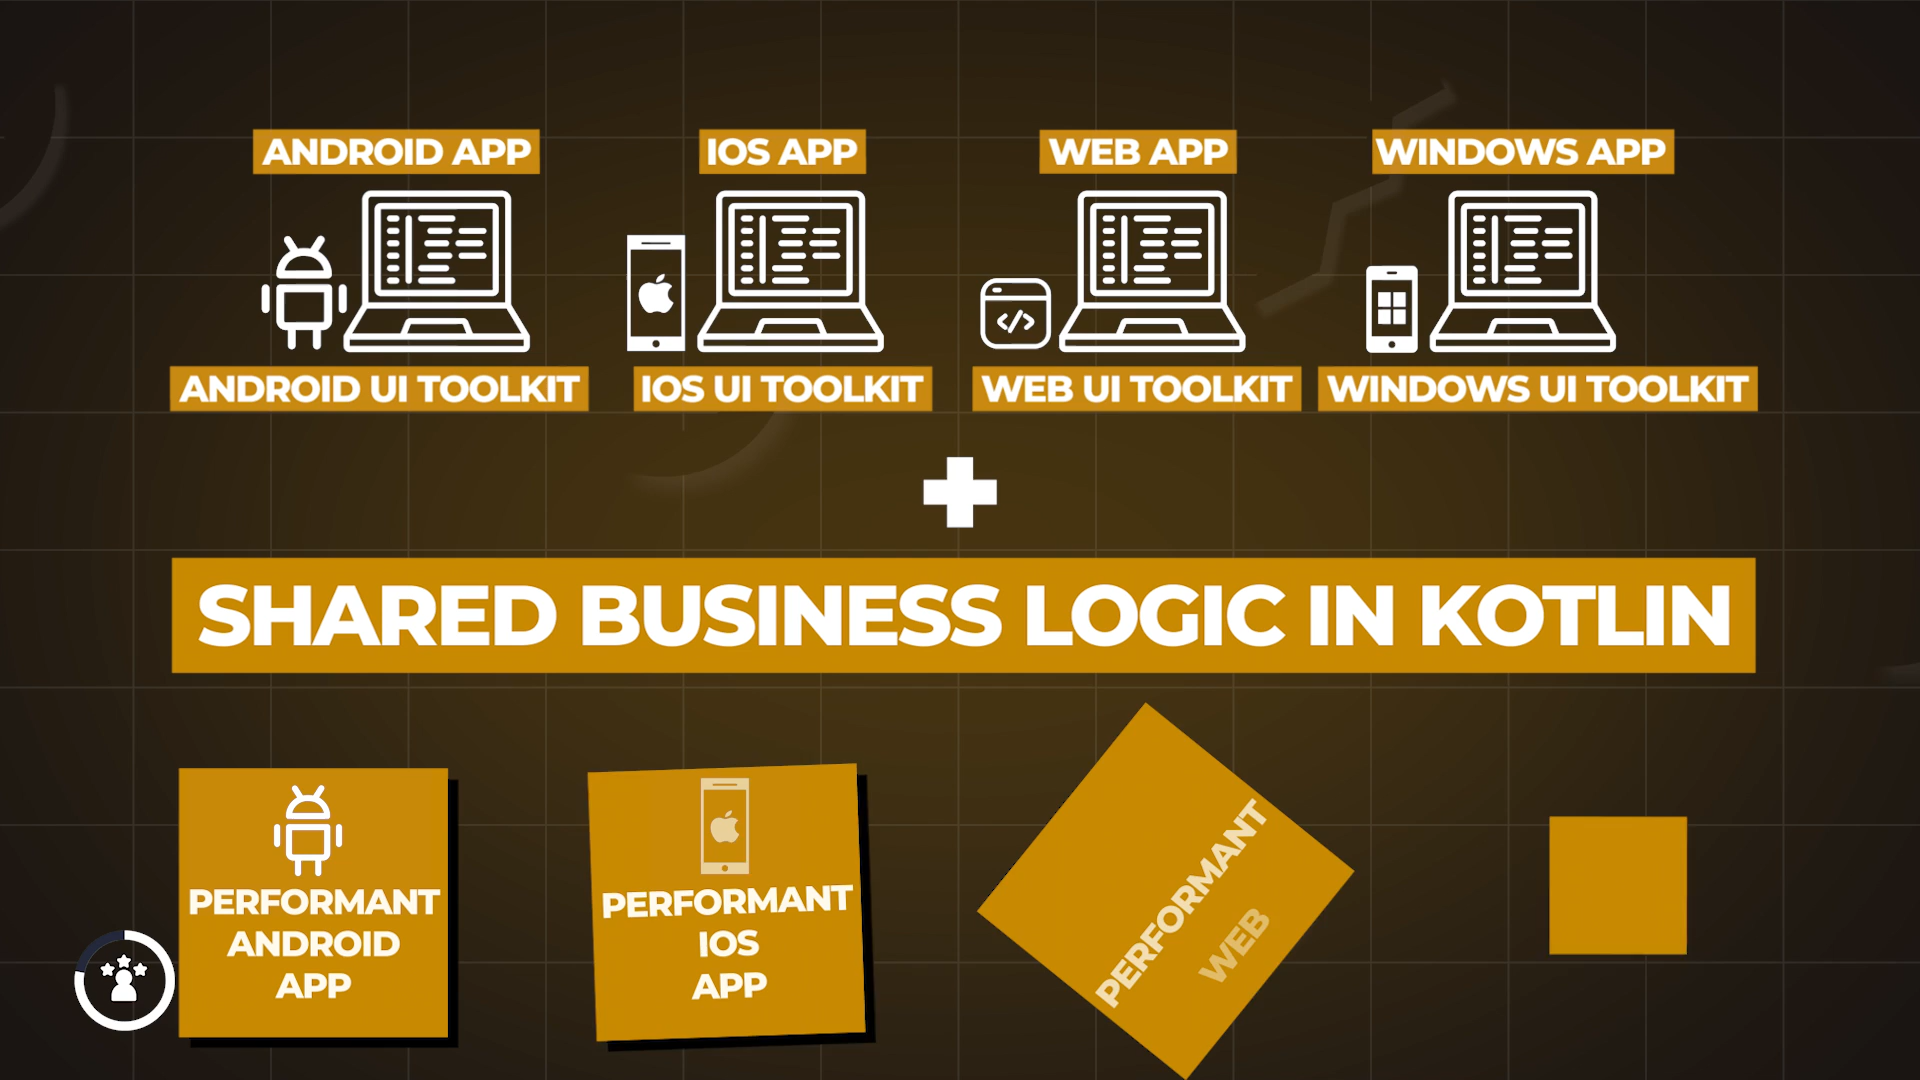 ANDROID APP
IOS APP
WEB APP
WINDOWS APP
</>
ANDROID UI TOOLKIT
IOS UI TOOLKIT
WEB UI TOOLKIT
WINDOWS UI TOOLKIT
SHARED BUSINESS LOGIC IN KOTLIN
PERFORMANT
ANDROID
APP
PERFORMANT
IOS
APP
PERFORMANT
WEB